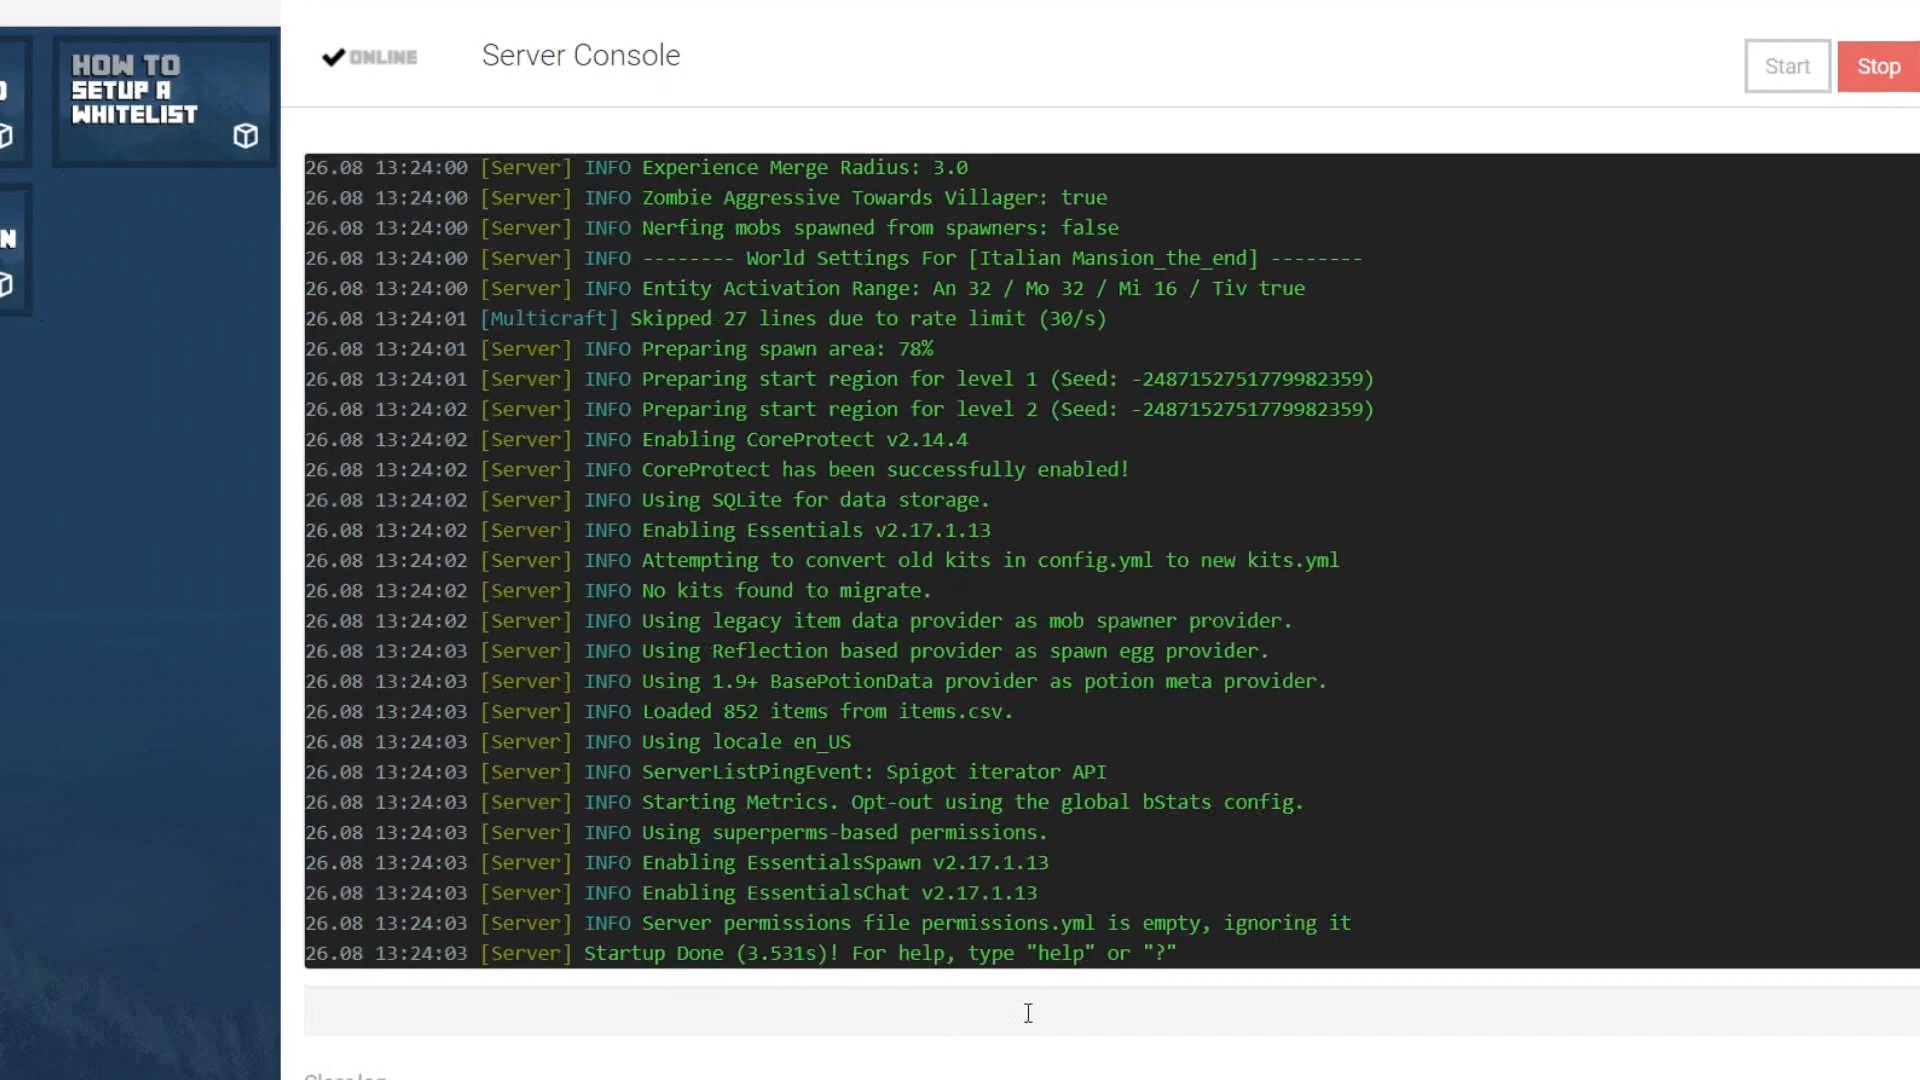 HOW TO
SETUP A
WHITELIST
N
ONLINE
Server Console
Start
Stop
26.08 13:24:00 [Server] INFO Experience Merge Radius: 3.0
26.08 13:24:00 [Server] INFO Zombie Aggressive Towards Villager: true
26.08 13:24:00 [Server] INFO Nerfing mobs spawned from spawners: false
26.08 13:24:00 [Server] INFO -------- World Settings For [Italian Mansion_the_end] --------
26.08 13:24:00 [Server] INFO Entity Activation Range: An 32 / Mo 32 / Mi 16 / Tiv true
26.08 13:24:01 [Multicraft] Skipped 27 lines due to rate limit (30/s)
26.08 13:24:01 [Server] INFO Preparing spawn area: 78%
26.08 13:24:01 [Server] INFO Preparing start region for level 1 (Seed: -2487152751779982359)
26.08 13:24:02 [Server] INFO Preparing start region for level 2 (Seed: -2487152751779982359)
26.08 13:24:02 [Server] INFO Enabling CoreProtect v2.14.4
26.08 13:24:02 [Server] INFO CoreProtect has been successfully enabled!
26.08 13:24:02 [Server] INFO Using SQLite for data storage.
26.08 13:24:02 [Server] INFO Enabling Essentials v2.17.1.13
26.08 13:24:02 [Server] INFO Attempting to convert old kits in config.yml to new kits.yml
26.08 13:24:02 [Server] INFO No kits found to migrate.
26.08 13:24:02 [Server] INFO Using legacy item data provider as mob spawner provider.
26.08 13:24:03 [Server] INFO Using Reflection based provider as spawn egg provider.
26.08 13:24:03 [Server] INFO Using 1.9+ BasePotionData provider as potion meta provider.
26.08 13:24:03 [Server] INFO Loaded 852 items from items.csv.
26.08 13:24:03 [Server] INFO Using locale en_US
26.08 13:24:03 [Server] INFO ServerListPingEvent: Spigot iterator API
26.08 13:24:03 [Server] INFO Starting Metrics. Opt-out using the global bStats config.
26.08 13:24:03 [Server] INFO Using superperms-based permissions.
26.08 13:24:03 [Server] INFO Enabling EssentialsSpawn v2.17.1.13
26.08 13:24:03 [Server] INFO Enabling EssentialsChat v2.17.1.13
26.08 13:24:03 [Server] INFO Server permissions file permissions.yml is empty, ignoring it
26.08 13:24:03 [Server] Startup Done (3.531s)! For help, type "help" or "?"